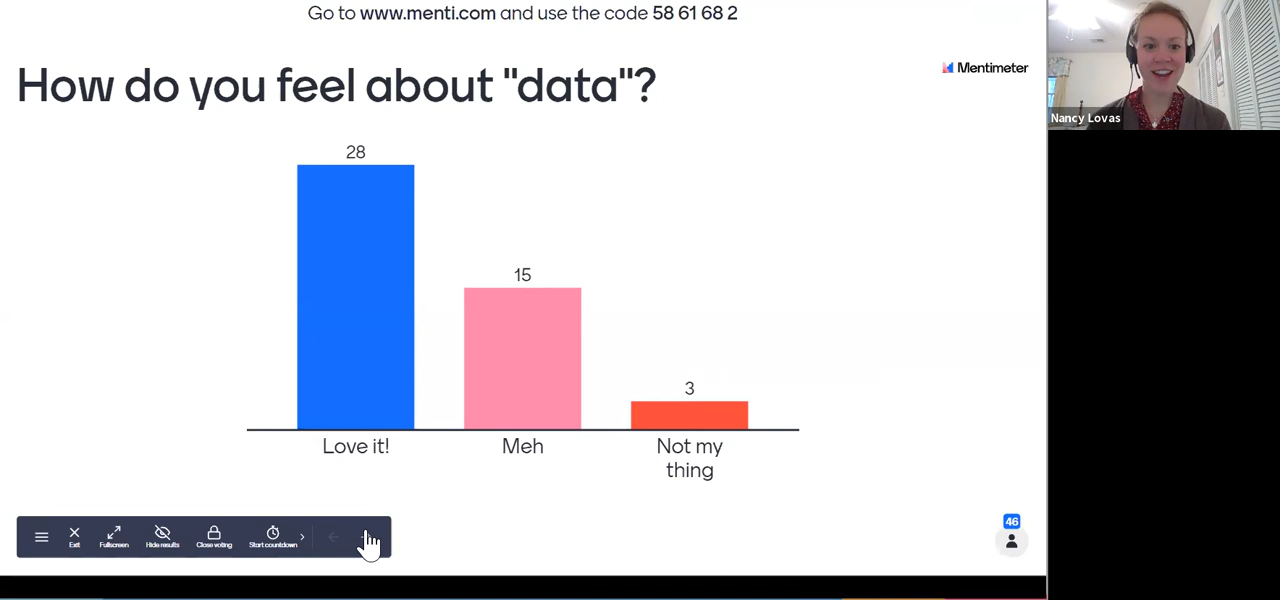 Go to www.menti.com and use the code 58 61 68 2
How do you feel about "data"?
Mentimeter
Nancy Lovas
28
15
3
Love it!
Meh
Not my
thing
Exit
Fullscreen
Hide results
Close voting
Start countdown
46